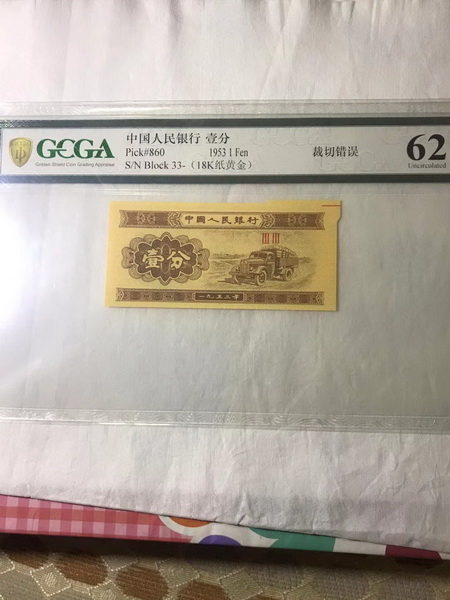 GCGA
Golden Shield Coin Grading Appraisal
中国人民银行 壹分
Pick#860
1953 1 Fen
裁切错误
S/N Block 33-（18K纸黄金）
62
Uncirculated
中國人民銀行
III III
壹分
一九五三年